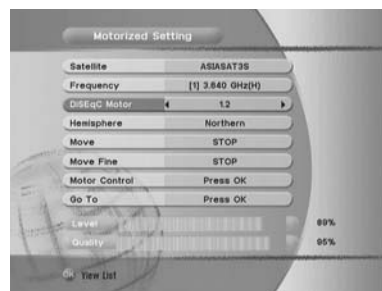 Motorized Setting
Satellite ASIASAT3S
Frequency [1] 3.640 GHz(H)
DiSEqC Motor 1.2
Hemisphere Northern
Move STOP
Move Fine STOP
Motor Control Press OK
Go To Press OK
Level 89%
Quality 95%
OK View List